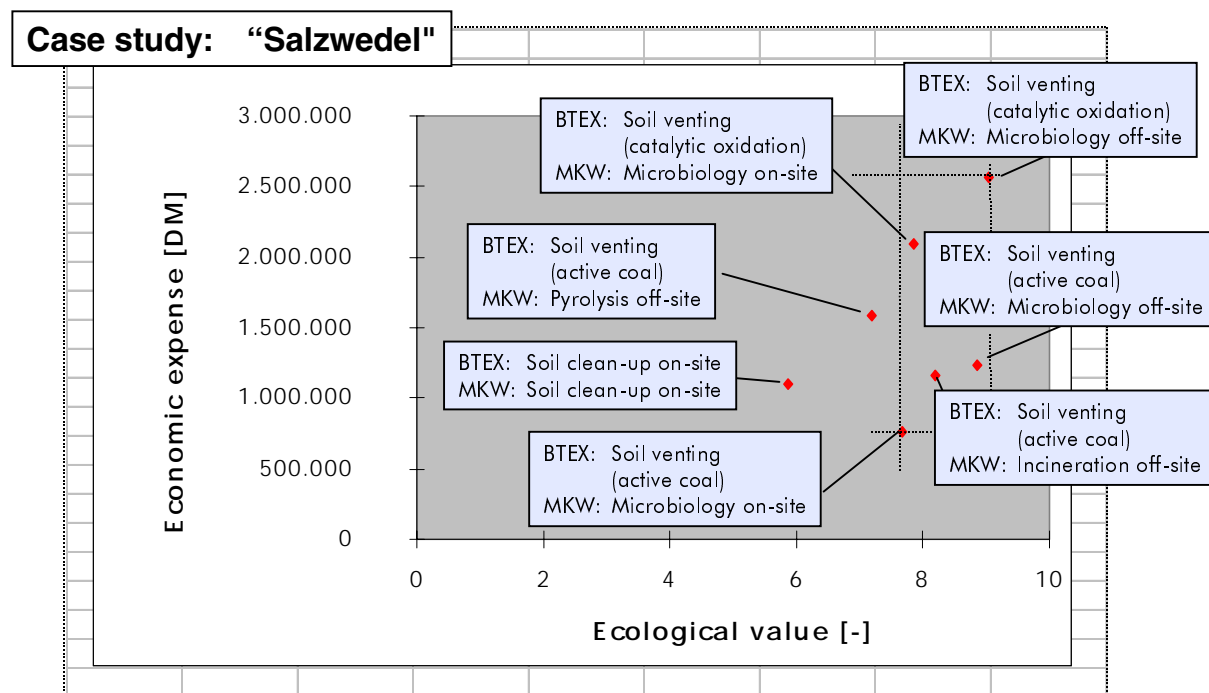 Case study: “Salzwedel"
BTEX: Soil venting
(catalytic oxidation)
MKW: Microbiology off-site
BTEX: Soil venting
(catalytic oxidation)
MKW: Microbiology on-site
BTEX: Soil venting
(active coal)
MKW: Pyrolysis off-site
BTEX: Soil venting
(active coal)
MKW: Microbiology off-site
BTEX: Soil clean-up on-site
MKW: Soil clean-up on-site
BTEX: Soil venting
(active coal)
MKW: Incineration off-site
BTEX: Soil venting
(active coal)
MKW: Microbiology on-site
Economic expense [DM]
3.000.000
2.500.000
2.000.000
1.500.000
1.000.000
500.000
0
0 2 4 6 8 10
Ecological value [-]